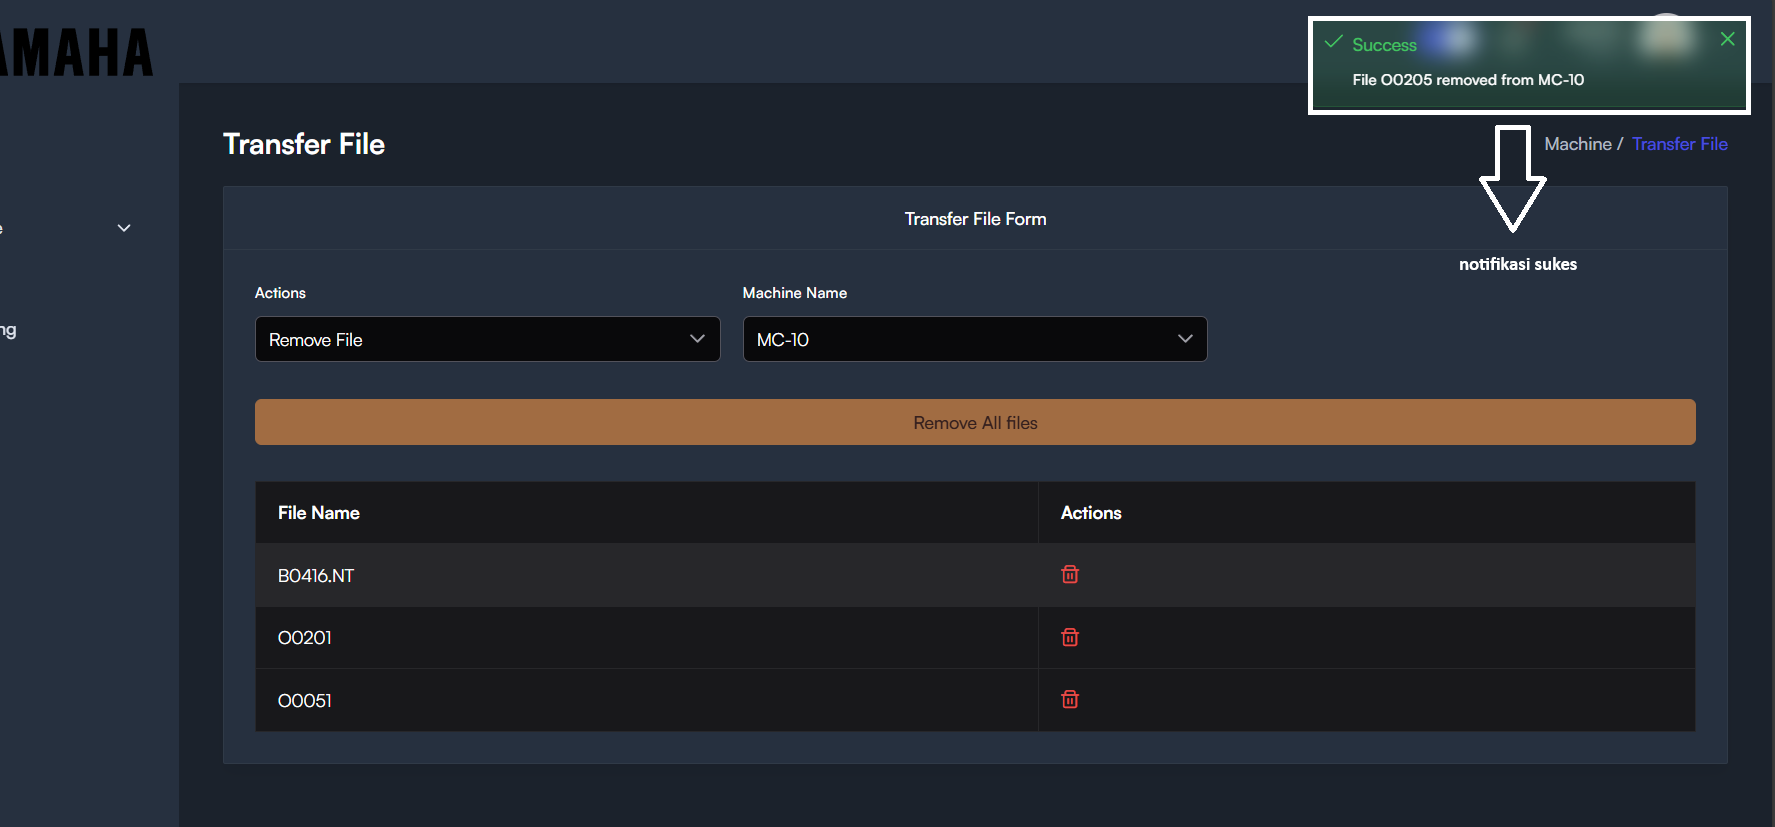 AMAHA
Success
File O0205 removed from MC-10
Transfer File
Machine / Transfer File
Transfer File Form
notifikasi sukes
Actions
Machine Name
Remove File
MC-10
ng
Remove All files
File Name
Actions
B0416.NT
O0201
O0051